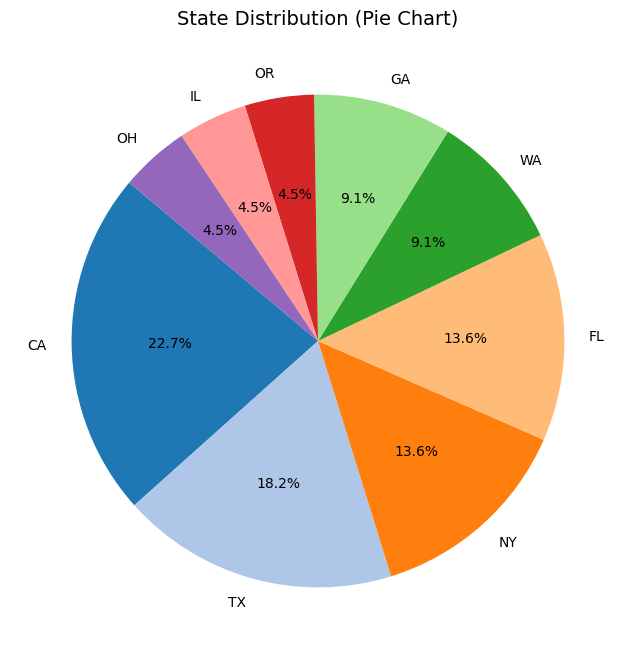 State Distribution (Pie Chart)
OR
GA
IL
OH
WA
4.5%
9.1%
4.5%
4.5%
9.1%
CA
22.7%
13.6%
FL
13.6%
18.2%
NY
TX